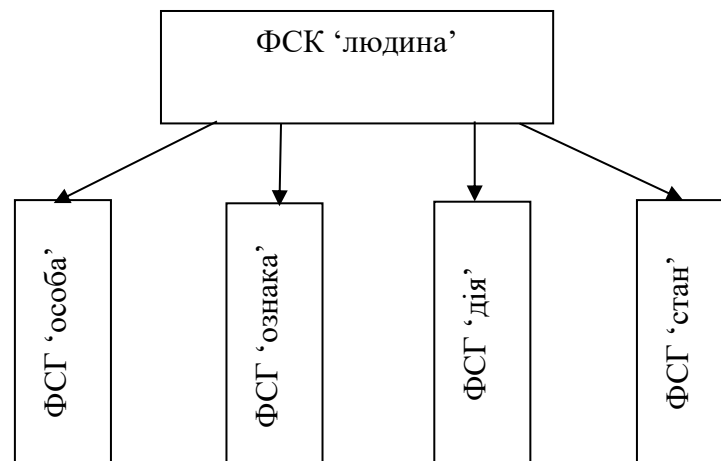 ФСК ‘людина’
ФСГ ‘особа’
ФСГ ‘ознака’
ФСГ ‘дія’
ФСГ ‘стан’